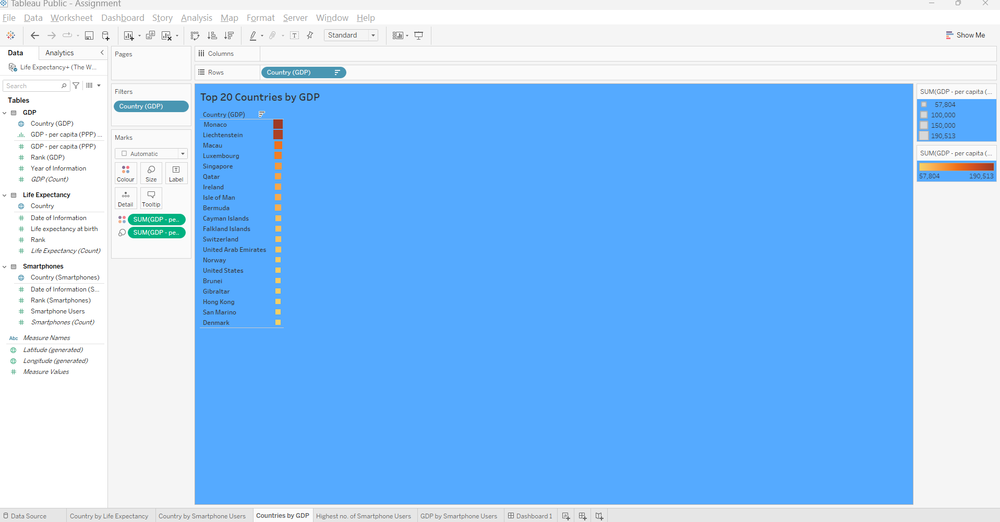 Tableau Public - Assignment
File Data Worksheet Dashboard Story Analysis Map Format Server Window Help
Standard
Show Me
Data Analytics
Life Expectancy+ (The W...
Search
Tables
GDP
Country (GDP)
GDP - per capita (PPP) ...
GDP - per capita (PPP)
Rank (GDP)
Year of Information
GDP (Count)
Life Expectancy
Country
Date of Information
Life expectancy at birth
Rank
Life Expectancy (Count)
Smartphones
Country (Smartphones)
Date of Information (S...
Rank (Smartphones)
Smartphone Users
Smartphones (Count)
Abc Measure Names
Latitude (generated)
Longitude (generated)
Measure Values
Pages
Filters
Country (GDP)
Marks
Automatic
Colour Size T Label
Detail Tooltip
SUM(GDP - pe..
SUM(GDP - pe..
Columns
Rows Country (GDP)
Top 20 Countries by GDP
Country (GDP)
Monaco
Liechtenstein
Macau
Luxembourg
Singapore
Qatar
Ireland
Isle of Man
Bermuda
Cayman Islands
Falkland Islands
Switzerland
United Arab Emirates
Norway
United States
Brunei
Gibraltar
Hong Kong
San Marino
Denmark
SUM(GDP - per capita (...
57,804
100,000
150,000
190,513
SUM(GDP - per capita (...
57,804 190,513
Data Source Country by Life Expectancy Country by Smartphone Users Countries by GDP Highest no. of Smartphone Users GDP by Smartphone Users Dashboard 1